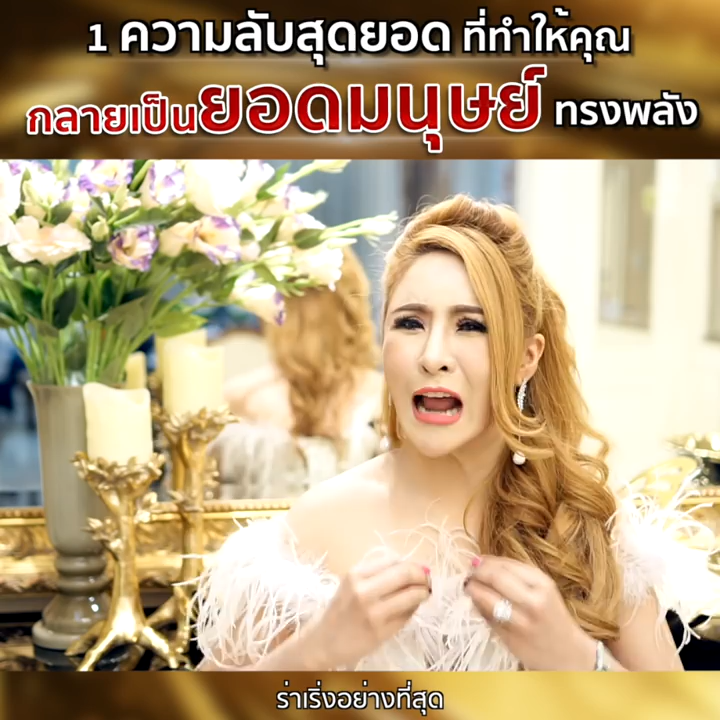 1 ความลับสุดยอด ที่ทำให้คุณ
กลายเป็นยอดมนุษย์ ทรงพลัง
ร่าเริ่งอย่างที่สุด